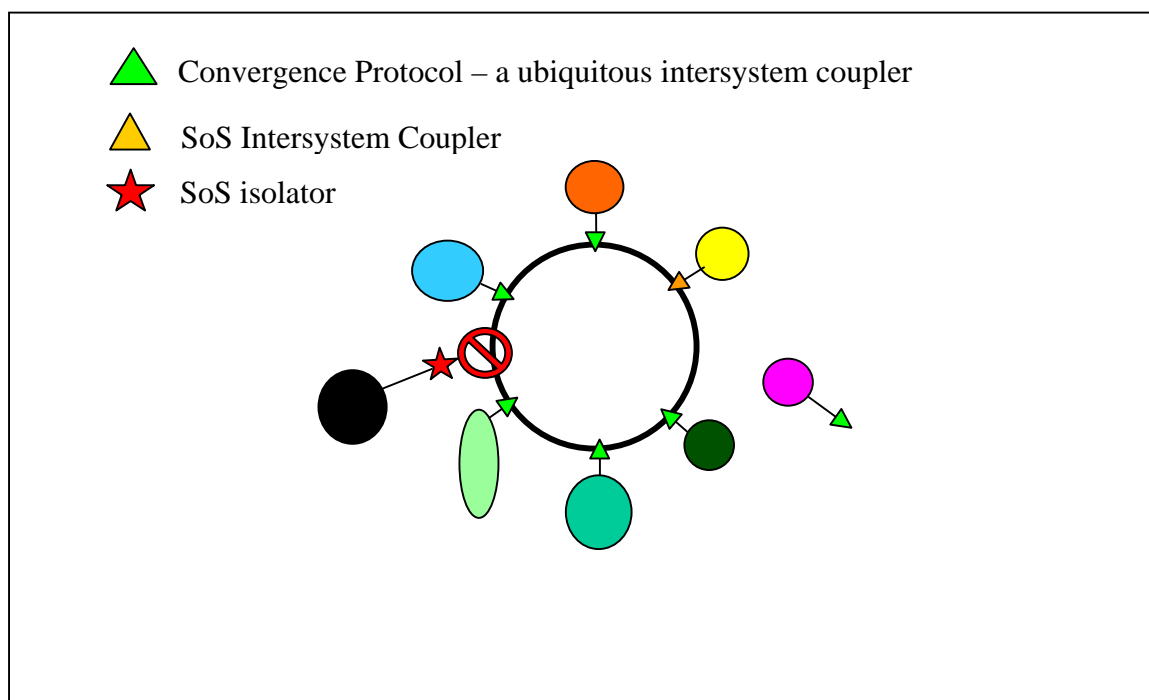 Convergence Protocol – a ubiquitous intersystem coupler
SoS Intersystem Coupler
SoS isolator